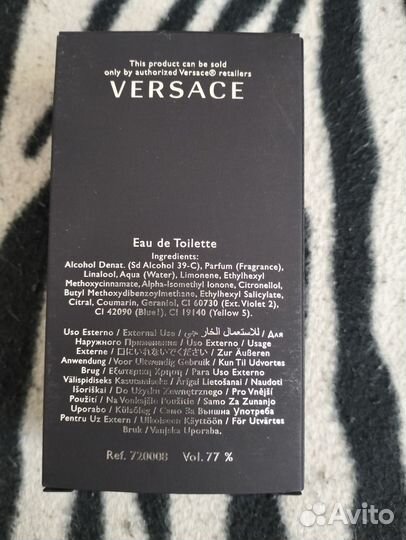 This product can be sold
only by authorized Versace® retailers
VERSACE
Eau de Toilette
Ingredients:
Alcohol Denat. (Sd Alcohol 39-C), Parfum (Fragrance),
Linalool, Aqua (Water), Limonene, Ethylhexyl
Methoxycinnamate, Alpha-Isomethyl Ionone, Citronellol,
Butyl Methoxydibenzoylmethane, Ethylhexyl Salicylate,
Citral, Coumarin, Geraniol, CI 60730 (Ext. Violet 2),
CI 42090 (Blue1), CI 19140 (Yellow 5).
Uso Esterno / External Use / للاستعمال الخارجي / Для
Наружного Применения / Uso Externo / Usage
Externe / 口にいれないでください / Zur Äußeren
Anwendung / Voor Uitwendig Gebruik / Kun Til Udvortes
Brug / Εξωτερική Χρήση / Para Uso Externo
Välispidiseks Kasutamiseks / Ārīgai Lietošanai / Naudoti
Išoriškai / Do Użytku Zewnętrznego / Pro Vnější
Použití / Na Vonkajšie Použitie / Samo Za Zunanjo
Uporabo / Külsőleg / Само За Външна Употреба
Pentru Uz Extern / Ulkoiseen Käyttöön / För Utvärtes
Bruk / Vanjska Uporaba.
Ref. 720008 Vol. 77 %
Avito